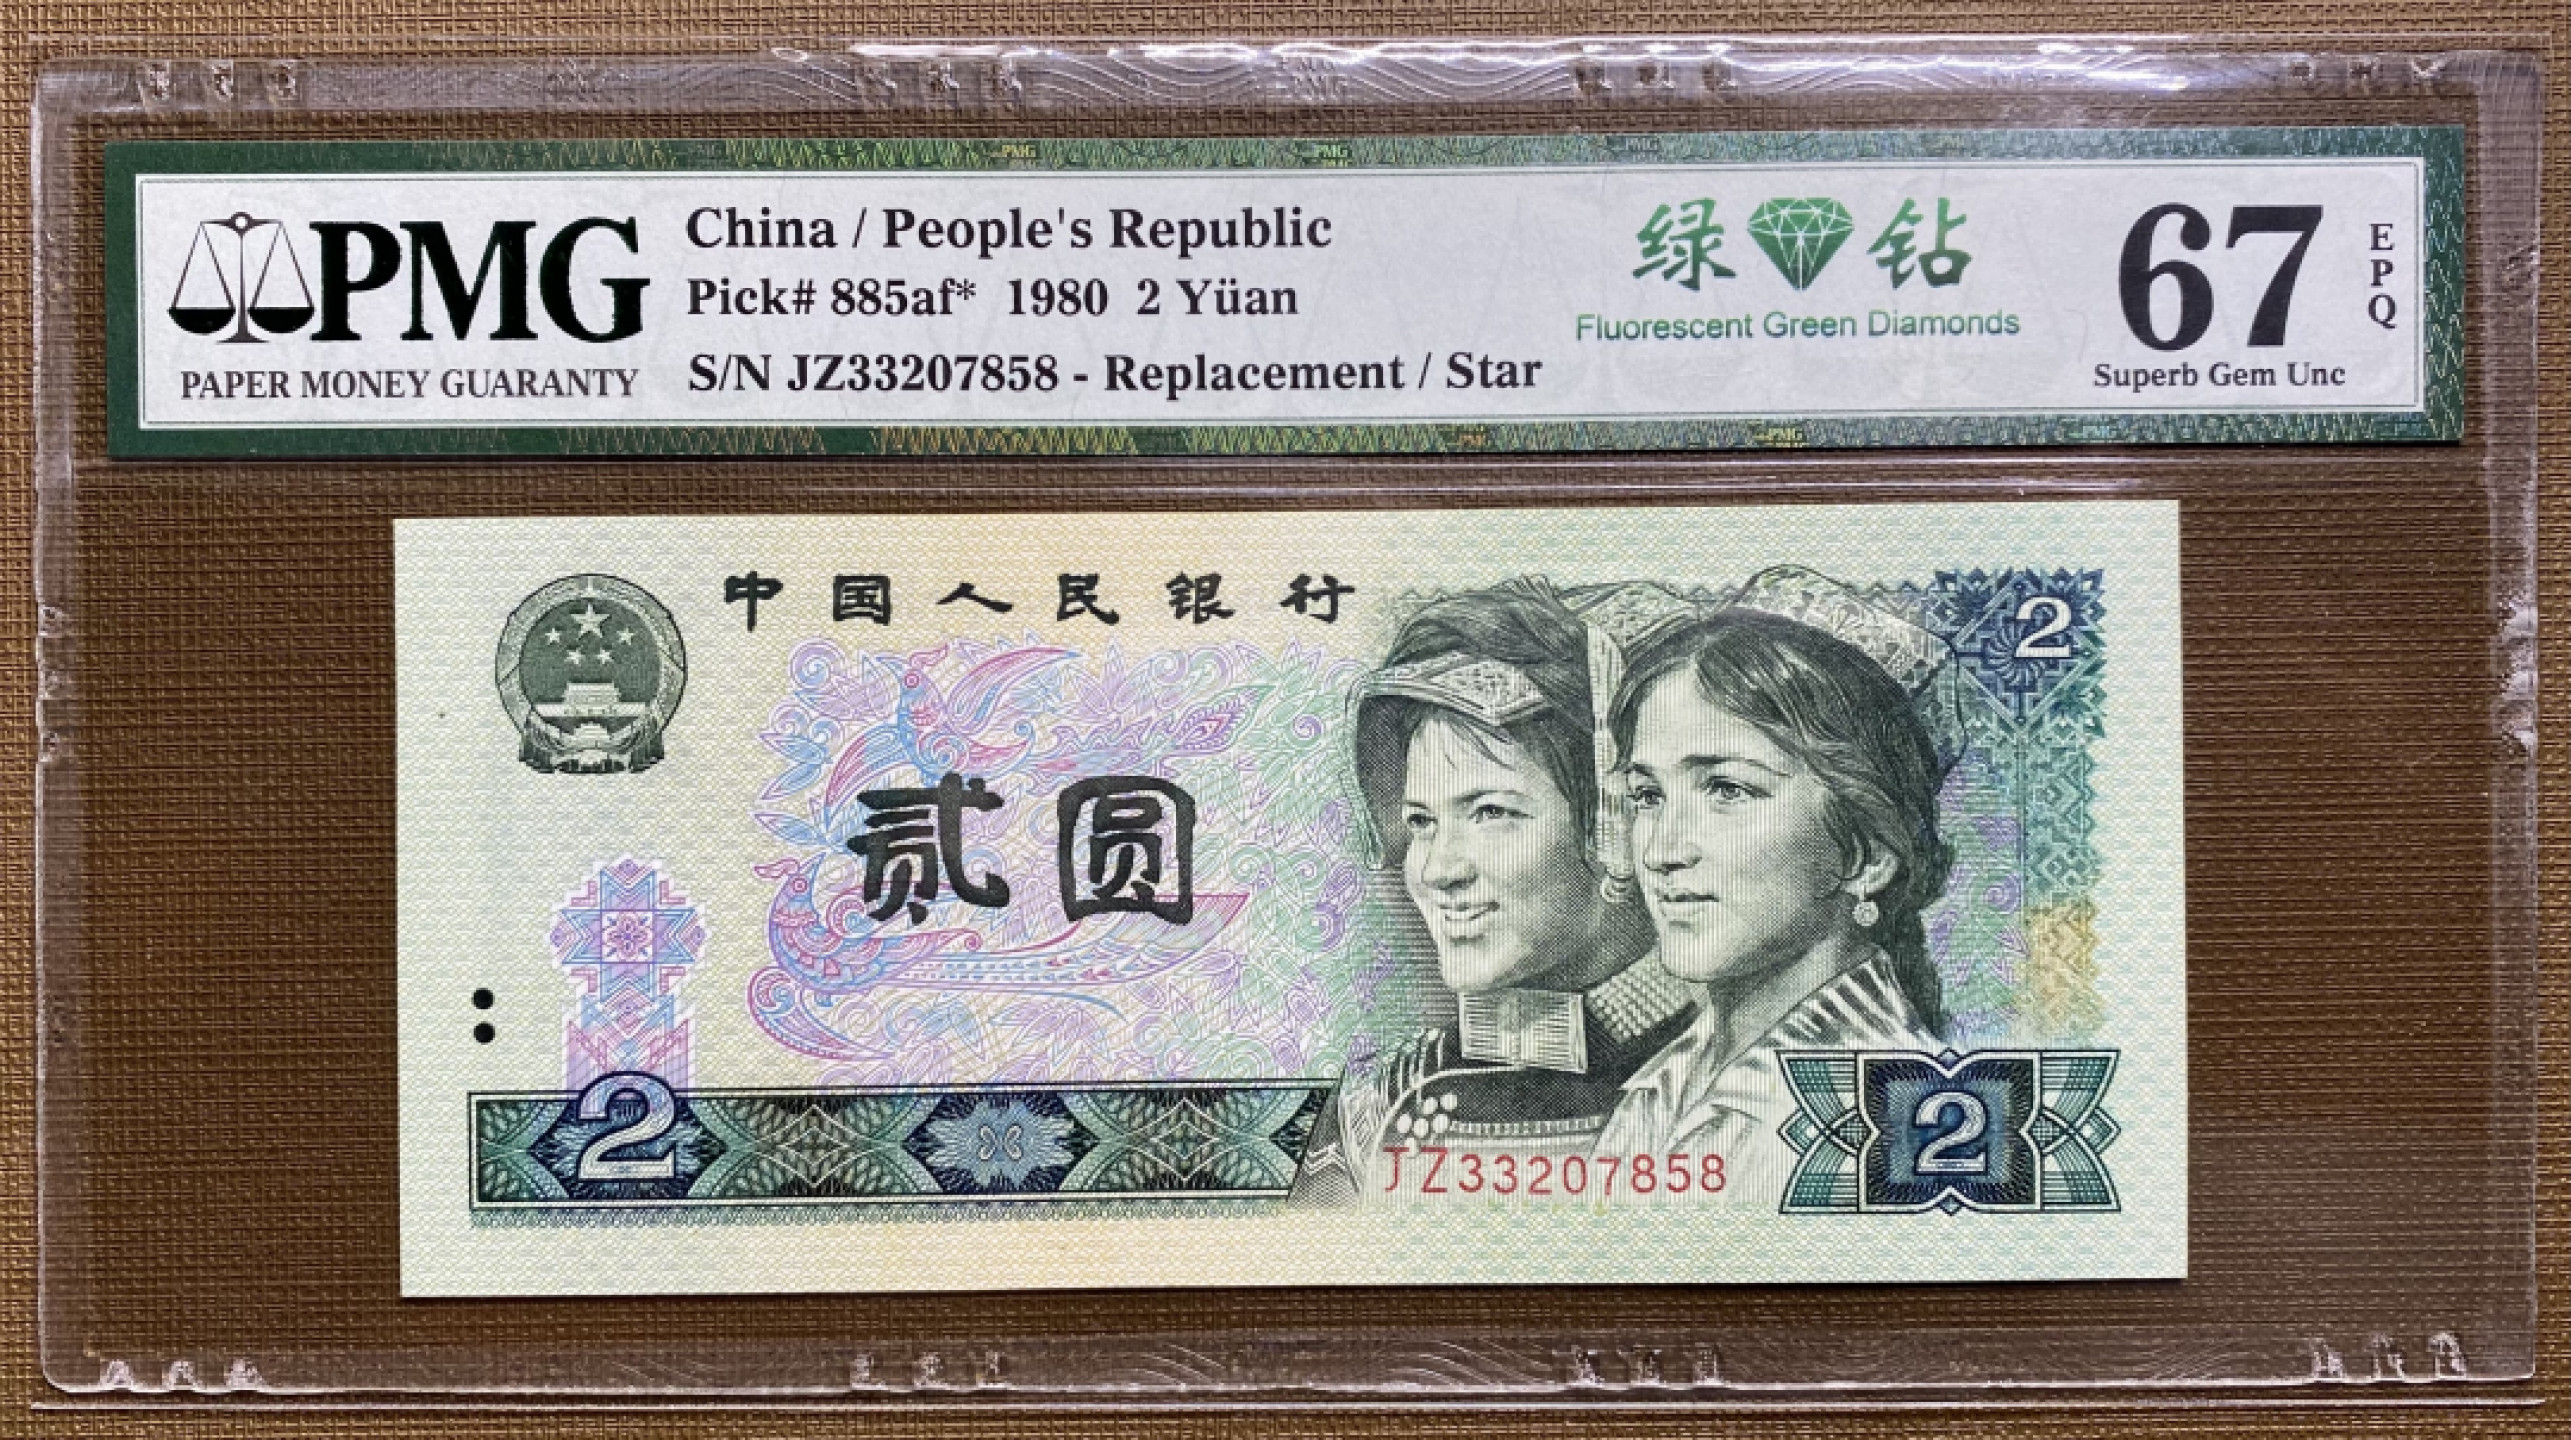 PMG
PAPER MONEY GUARANTY
China / People's Republic
Pick# 885af* 1980 2 Yüan
S/N JZ33207858 - Replacement / Star
绿钻
Fluorescent Green Diamonds
67
EPQ
Superb Gem Unc
中国人民银行
2
贰圆
2
JZ33207858
2